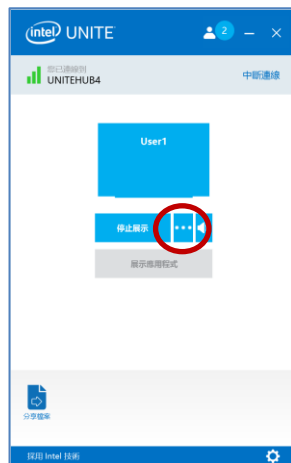 intel UNITE
2
即已連線到
UNITEHUB4
中斷連線
User1
停止展示
展示應用程式
分享檔案
採用 Intel 技術